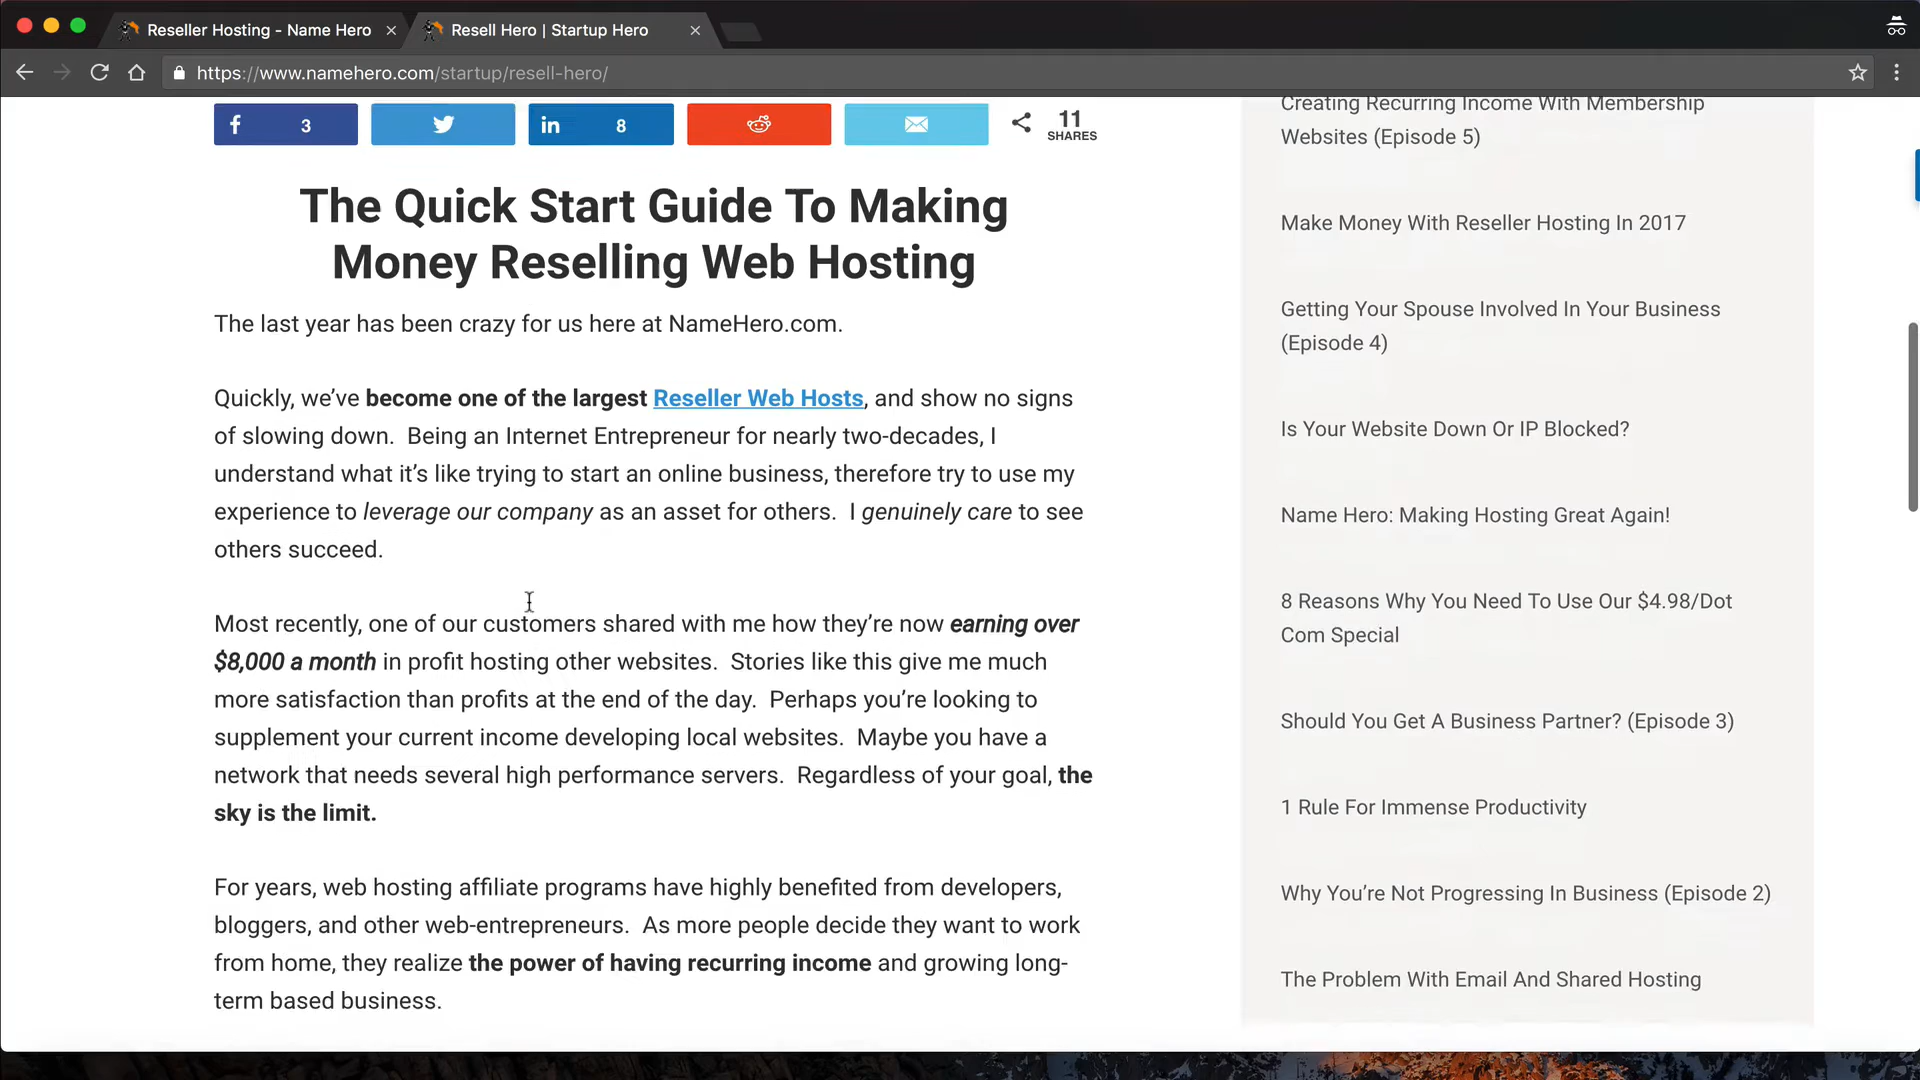 Reseller Hosting - Name Hero
Resell Hero | Startup Hero
https://www.namehero.com/startup/resell-hero/
3
8
11
SHARES
The Quick Start Guide To Making
Money Reselling Web Hosting
The last year has been crazy for us here at NameHero.com.
Quickly, we’ve become one of the largest Reseller Web Hosts, and show no signs
of slowing down.  Being an Internet Entrepreneur for nearly two-decades, I
understand what it’s like trying to start an online business, therefore try to use my
experience to leverage our company as an asset for others.  I genuinely care to see
others succeed.
Most recently, one of our customers shared with me how they’re now earning over
$8,000 a month in profit hosting other websites.  Stories like this give me much
more satisfaction than profits at the end of the day.  Perhaps you’re looking to
supplement your current income developing local websites.  Maybe you have a
network that needs several high performance servers.  Regardless of your goal, the
sky is the limit.
For years, web hosting affiliate programs have highly benefited from developers,
bloggers, and other web-entrepreneurs.  As more people decide they want to work
from home, they realize the power of having recurring income and growing long-
term based business.
Creating Recurring Income With Membership
Websites (Episode 5)
Make Money With Reseller Hosting In 2017
Getting Your Spouse Involved In Your Business
(Episode 4)
Is Your Website Down Or IP Blocked?
Name Hero: Making Hosting Great Again!
8 Reasons Why You Need To Use Our $4.98/Dot
Com Special
Should You Get A Business Partner? (Episode 3)
1 Rule For Immense Productivity
Why You’re Not Progressing In Business (Episode 2)
The Problem With Email And Shared Hosting